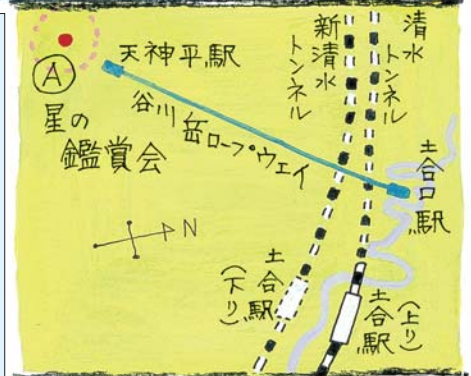 清水
トンネル
新清水
トンネル
天神平駅
A
星の
鑑賞会
谷川岳ロープウェイ
土合口駅
N
土合駅
(下り)
土合駅
(上り)